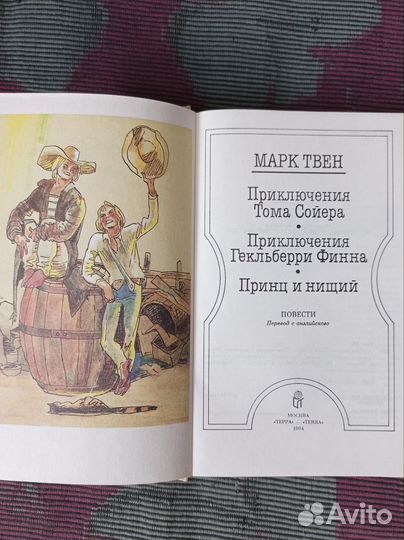 МАРК ТВЕН
Приключения
Тома Сойера
•
Приключения
Гекльберри Финна
•
Принц и нищий
ПОВЕСТИ
Перевод с английского
МОСКВА
«ТЕРРА» — «TERRA»
1994
Avito